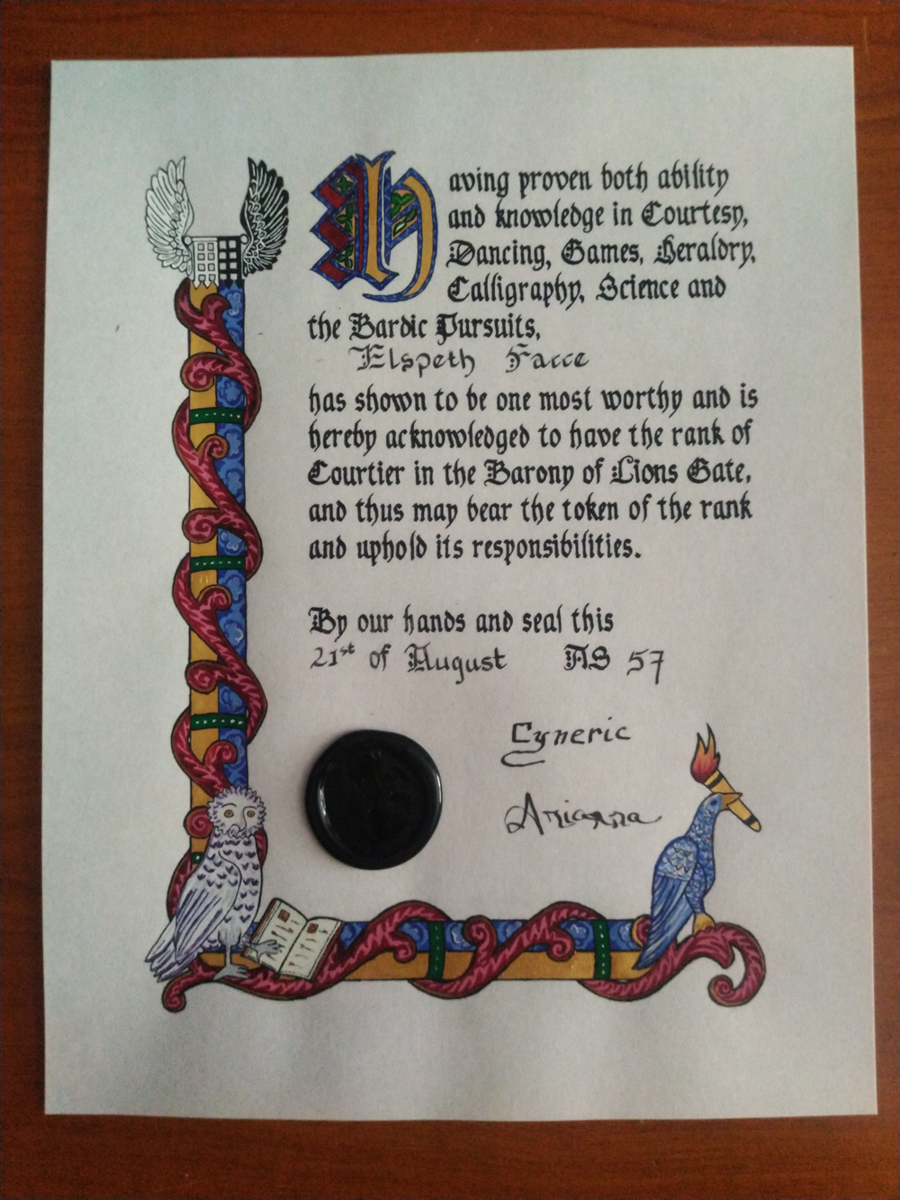 Having proven both ability
and knowledge in Courtesy,
Dancing, Games, Heraldry,
Calligraphy, Science and
the Bardic Pursuits,
Elspeth Farre
has shown to be one most worthy and is
hereby acknowledged to have the rank of
Courtier in the Barony of Lions Gate,
and thus may bear the token of the rank
and uphold its responsibilities.
By our hands and seal this
21st of August AS 57
Cyneric
Arianna